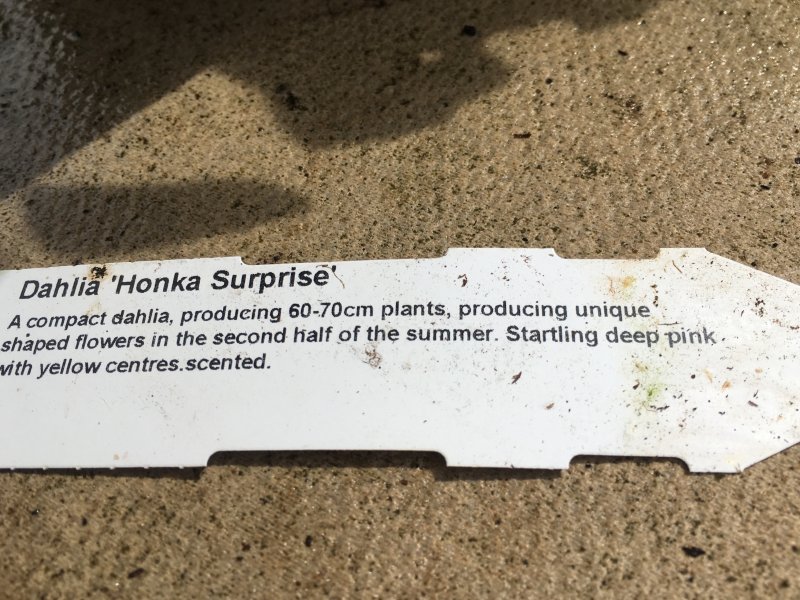 Dahlia 'Honka Surprise'
A compact dahlia, producing 60-70cm plants, producing unique
shaped flowers in the second half of the summer. Startling deep pink
with yellow centres.scented.